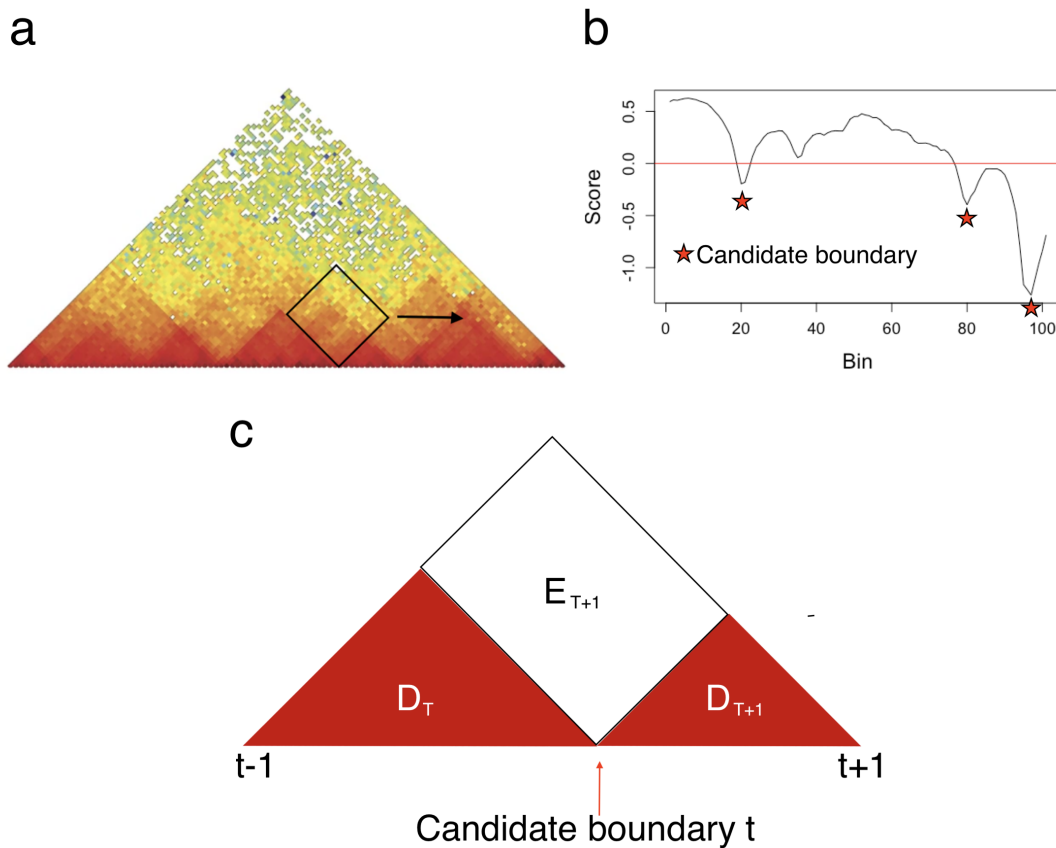 a
b
0.5
0.0
-0.5
-1.0
Score
Candidate boundary
0 20 40 60 80 100
Bin
c
E T+1
D T
D T+1
t-1
t+1
Candidate boundary t